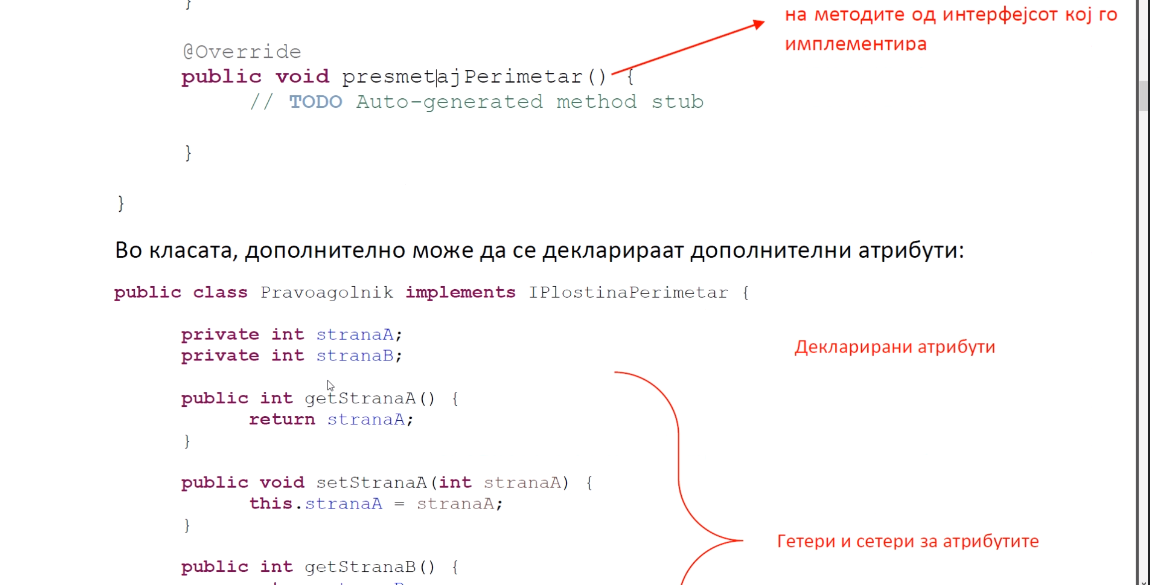 }
на методите од интерфејсот кој го
имплементира
@Override
public void presmetajPerimetar() {
// TODO Auto-generated method stub
}
}
Во класата, дополнително може да се декларираат дополнителни атрибути:
public class Pravoagolnik implements IPlostinaPerimetar {
private int stranaA;
private int stranaB;
Декларирани атрибути
public int getStranaA() {
return stranaA;
}
public void setStranaA(int stranaA) {
this.stranaA = stranaA;
}
Гетери и сетери за атрибутите
public int getStranaB() {